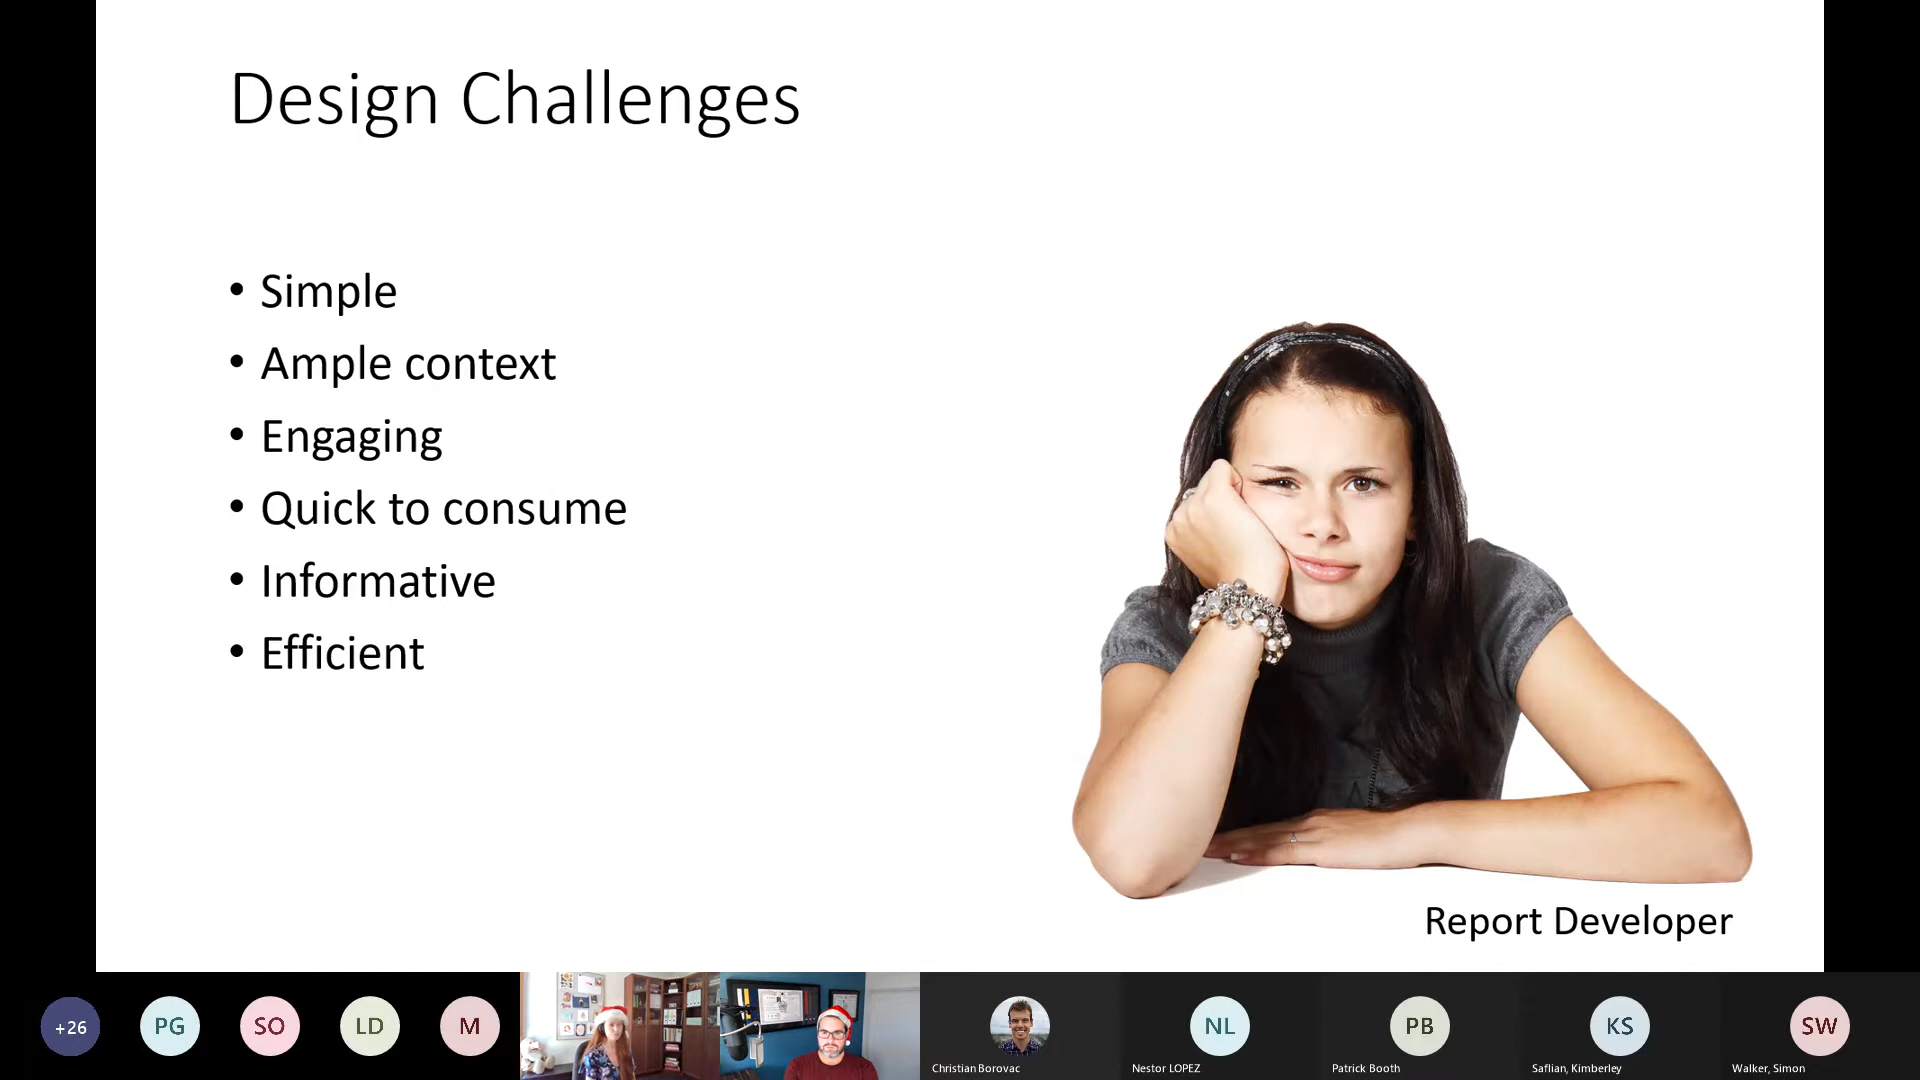 Design Challenges
• Simple
• Ample context
• Engaging
• Quick to consume
• Informative
• Efficient
Report Developer
+26
PG
SO
LD
M
NL
PB
KS
SW
Christian Borovac
Nestor LOPEZ
Patrick Booth
Saflian, Kimberley
Walker, Simon